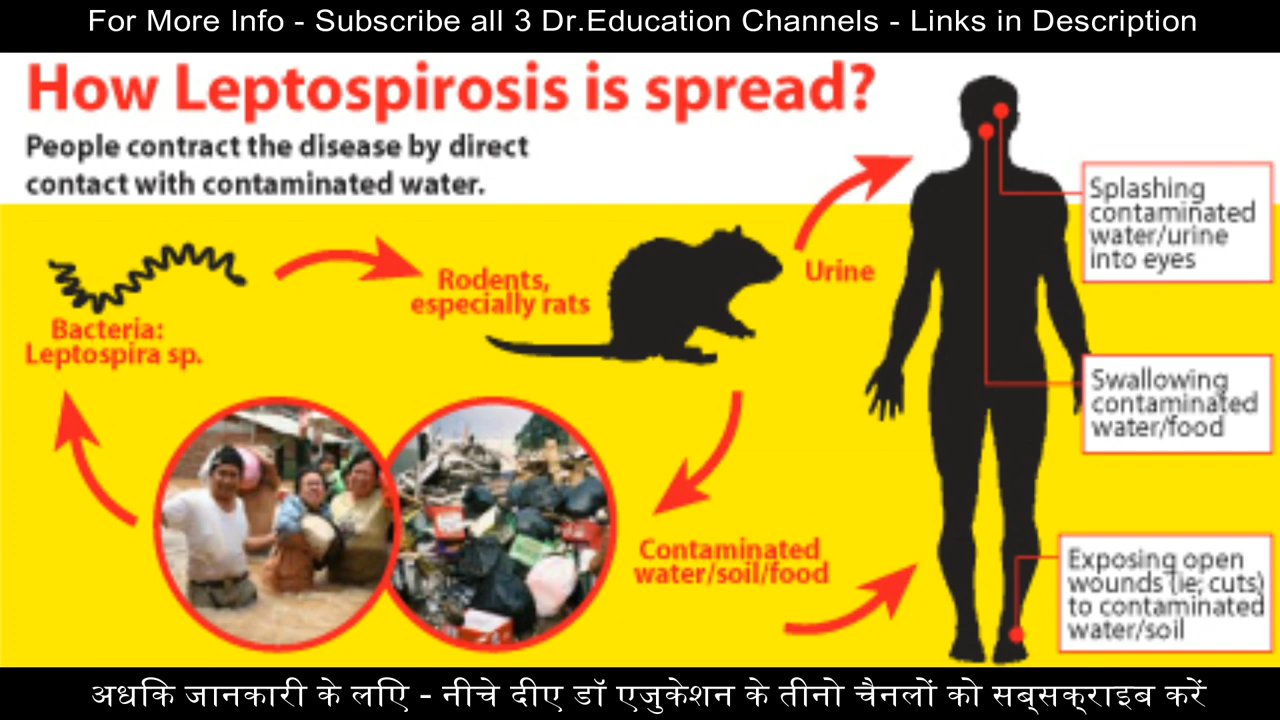 For More Info - Subscribe all 3 Dr.Education Channels - Links in Description
How Leptospirosis is spread?
People contract the disease by direct
contact with contaminated water.
Bacteria:
Leptospira sp.
Rodents,
especially rats
Urine
Contaminated
water/soil/food
Splashing
contaminated
water/urine
into eyes
Swallowing
contaminated
water/food
Exposing open
wounds (ie; cuts)
to contaminated
water/soil
अधकि जानकारी के लएि - नीचे दीए डॉ एजुकेशन के तीनो चैनलों को सब्सक्राइब करें